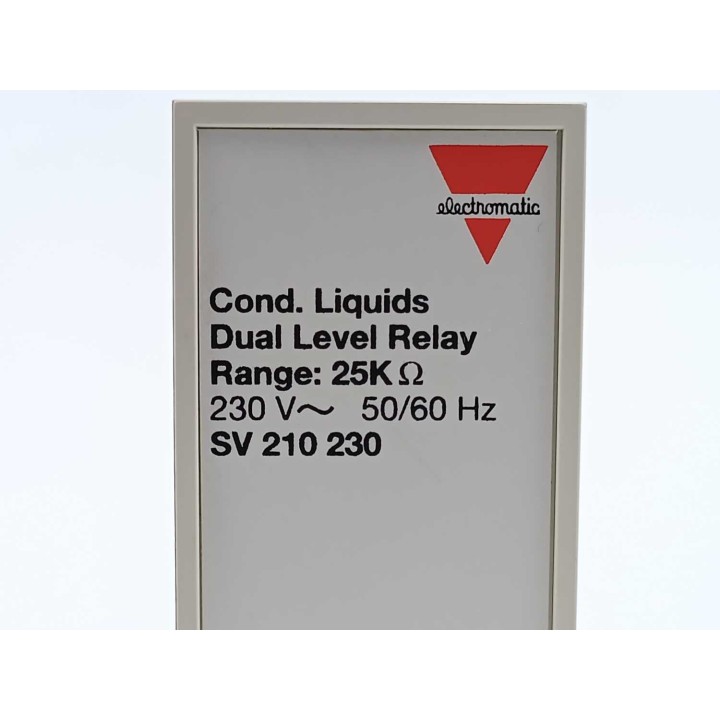 electromatic
Cond. Liquids
Dual Level Relay
Range: 25K Ω
230 V～ 50/60 Hz
SV 210 230